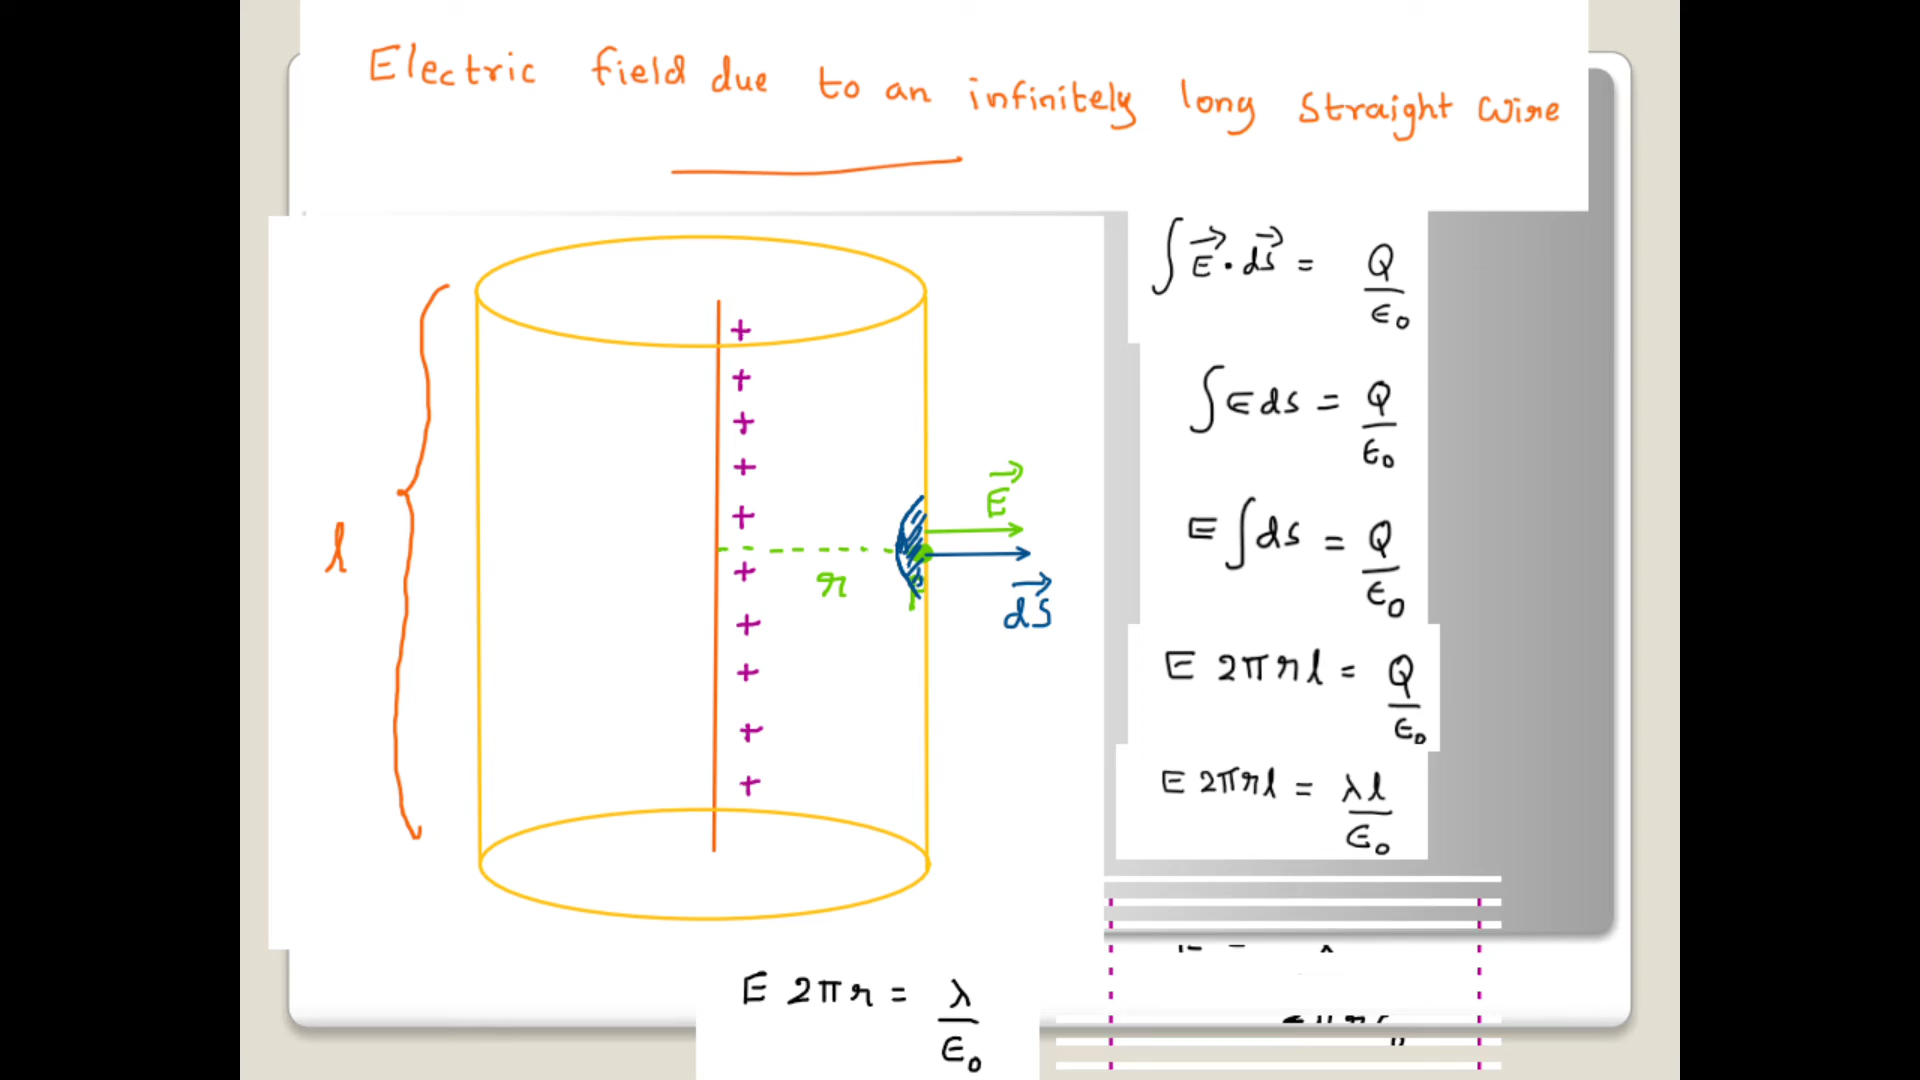 Electric field due to an infinitely long straight wire
∫ E⃗ · dS⃗ = Q/ε₀
∫ E ds = Q/ε₀
E⃗
l
r
P
dS⃗
E ∫ ds = Q/ε₀
E 2πrl = Q/ε₀
E 2πrl = λl/ε₀
E 2πr = λ/ε₀